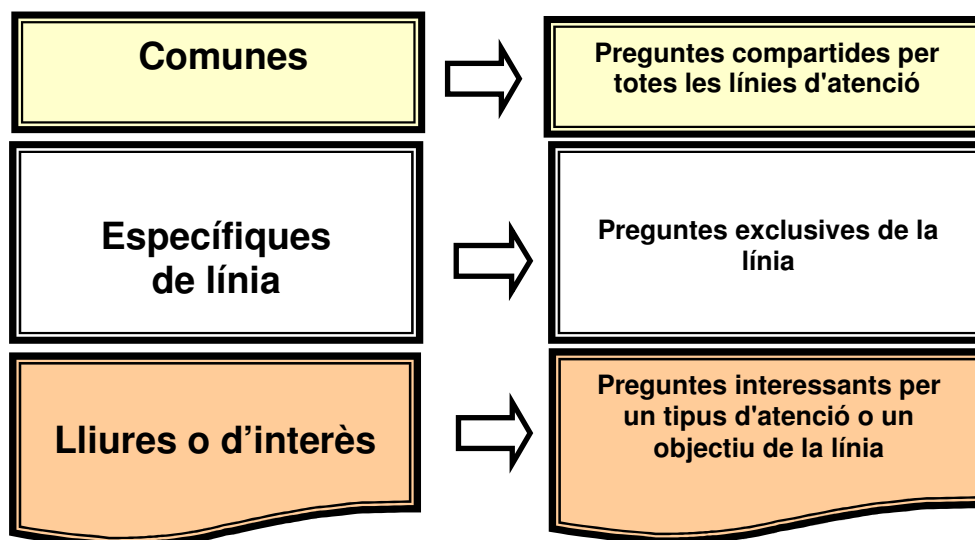 Comunes
Preguntes compartides per
totes les línies d'atenció
Específiques
de línia
Preguntes exclusives de la
línia
Lliures o d’interès
Preguntes interessants per
un tipus d'atenció o un
objectiu de la línia